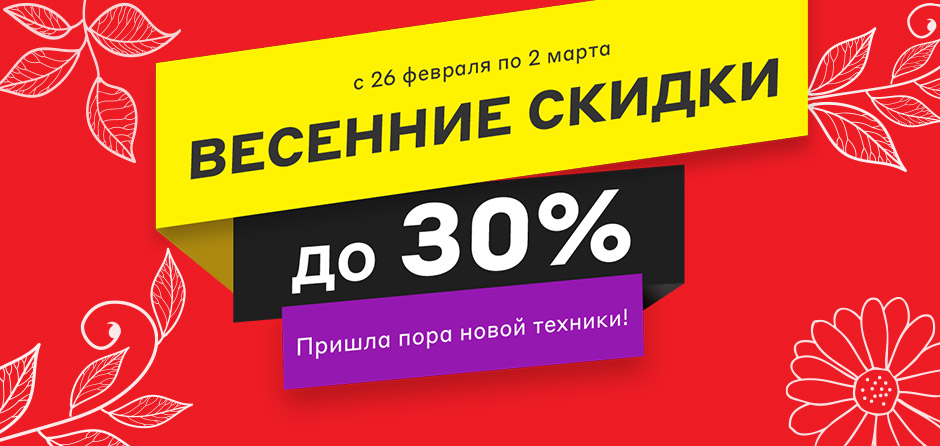 с 26 февраля по 2 марта
ВЕСЕННИЕ СКИДКИ
до 30%
Пришла пора новой техники!